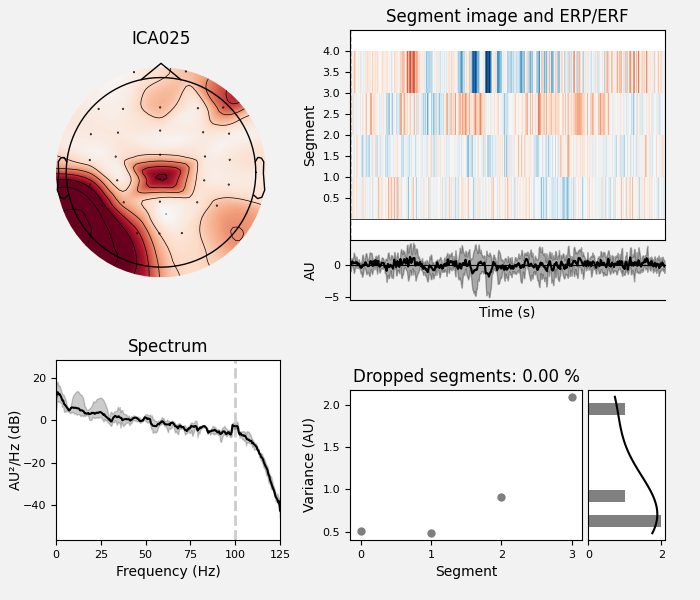 ICA025
Segment image and ERP/ERF
Segment
4.0
3.5
3.0
2.5
2.0
1.5
1.0
0.5
AU
0
−5
Time (s)
Spectrum
AU²/Hz (dB)
20
0
−20
−40
0 25 50 75 100 125
Frequency (Hz)
Dropped segments: 0.00 %
Variance (AU)
2.0
1.5
1.0
0.5
0 1 2 3
Segment
0 2